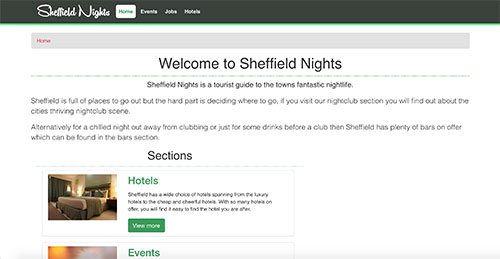 Sheffield Nights Home Events Jobs Hotels
Home
Welcome to Sheffield Nights
Sheffield Nights is a tourist guide to the towns fantastic nightlife.
Sheffield is full of places to go out but the hard part is deciding where to go, if you visit our nightclub section you will find out about the
cities thriving nightclub scene.
Alternatively for a chilled night out away from clubbing or just for some drinks before a club then Sheffield has plenty of bars on offer
which can be found in the bars section.
Sections
Hotels
Sheffield has a wide choice of hotels spanning from the luxury
hotels to the cheap and cheerful hotels. With so many hotels on
offer, you will find it easy to find the hotel you are after.
View more
Events